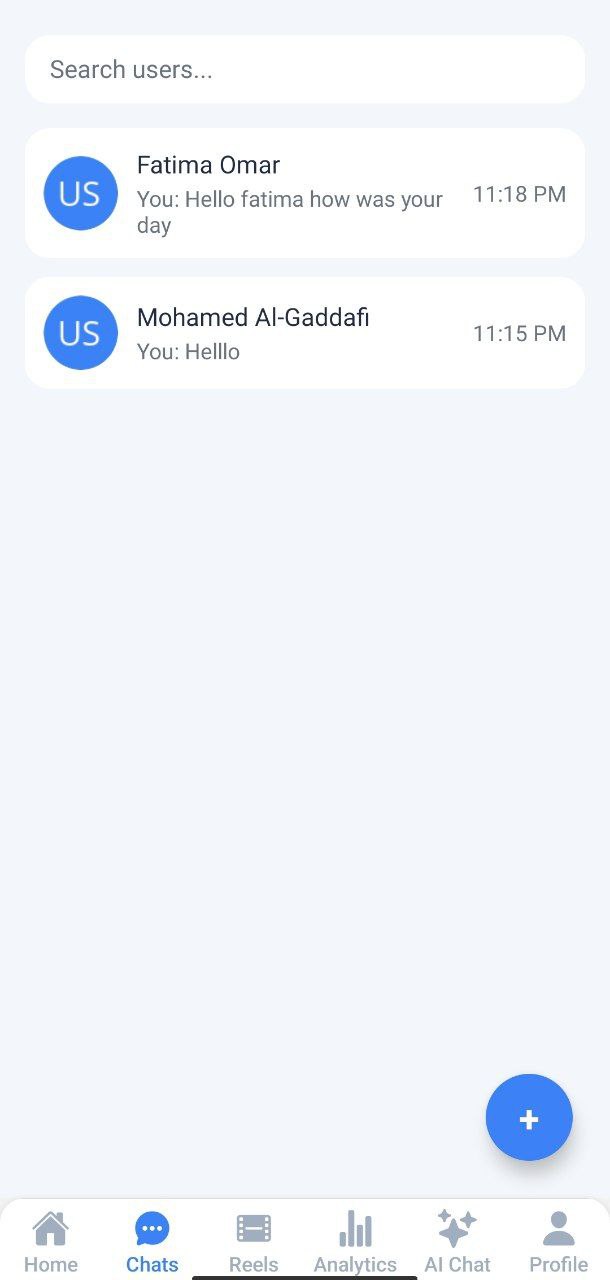 Search users...
US
Fatima Omar
You: Hello fatima how was your
day
11:18 PM
US
Mohamed Al-Gaddafi
You: Helllo
11:15 PM
+
Home
Chats
Reels
Analytics
AI Chat
Profile